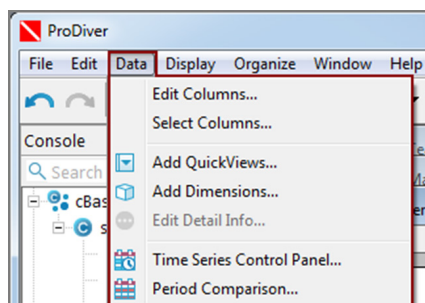 ProDiver
File Edit Data Display Organize Window Help
Edit Columns...
Select Columns...
Console
Add QuickViews...
Search
Add Dimensions...
cBas
Edit Detail Info...
s
Time Series Control Panel...
Period Comparison...